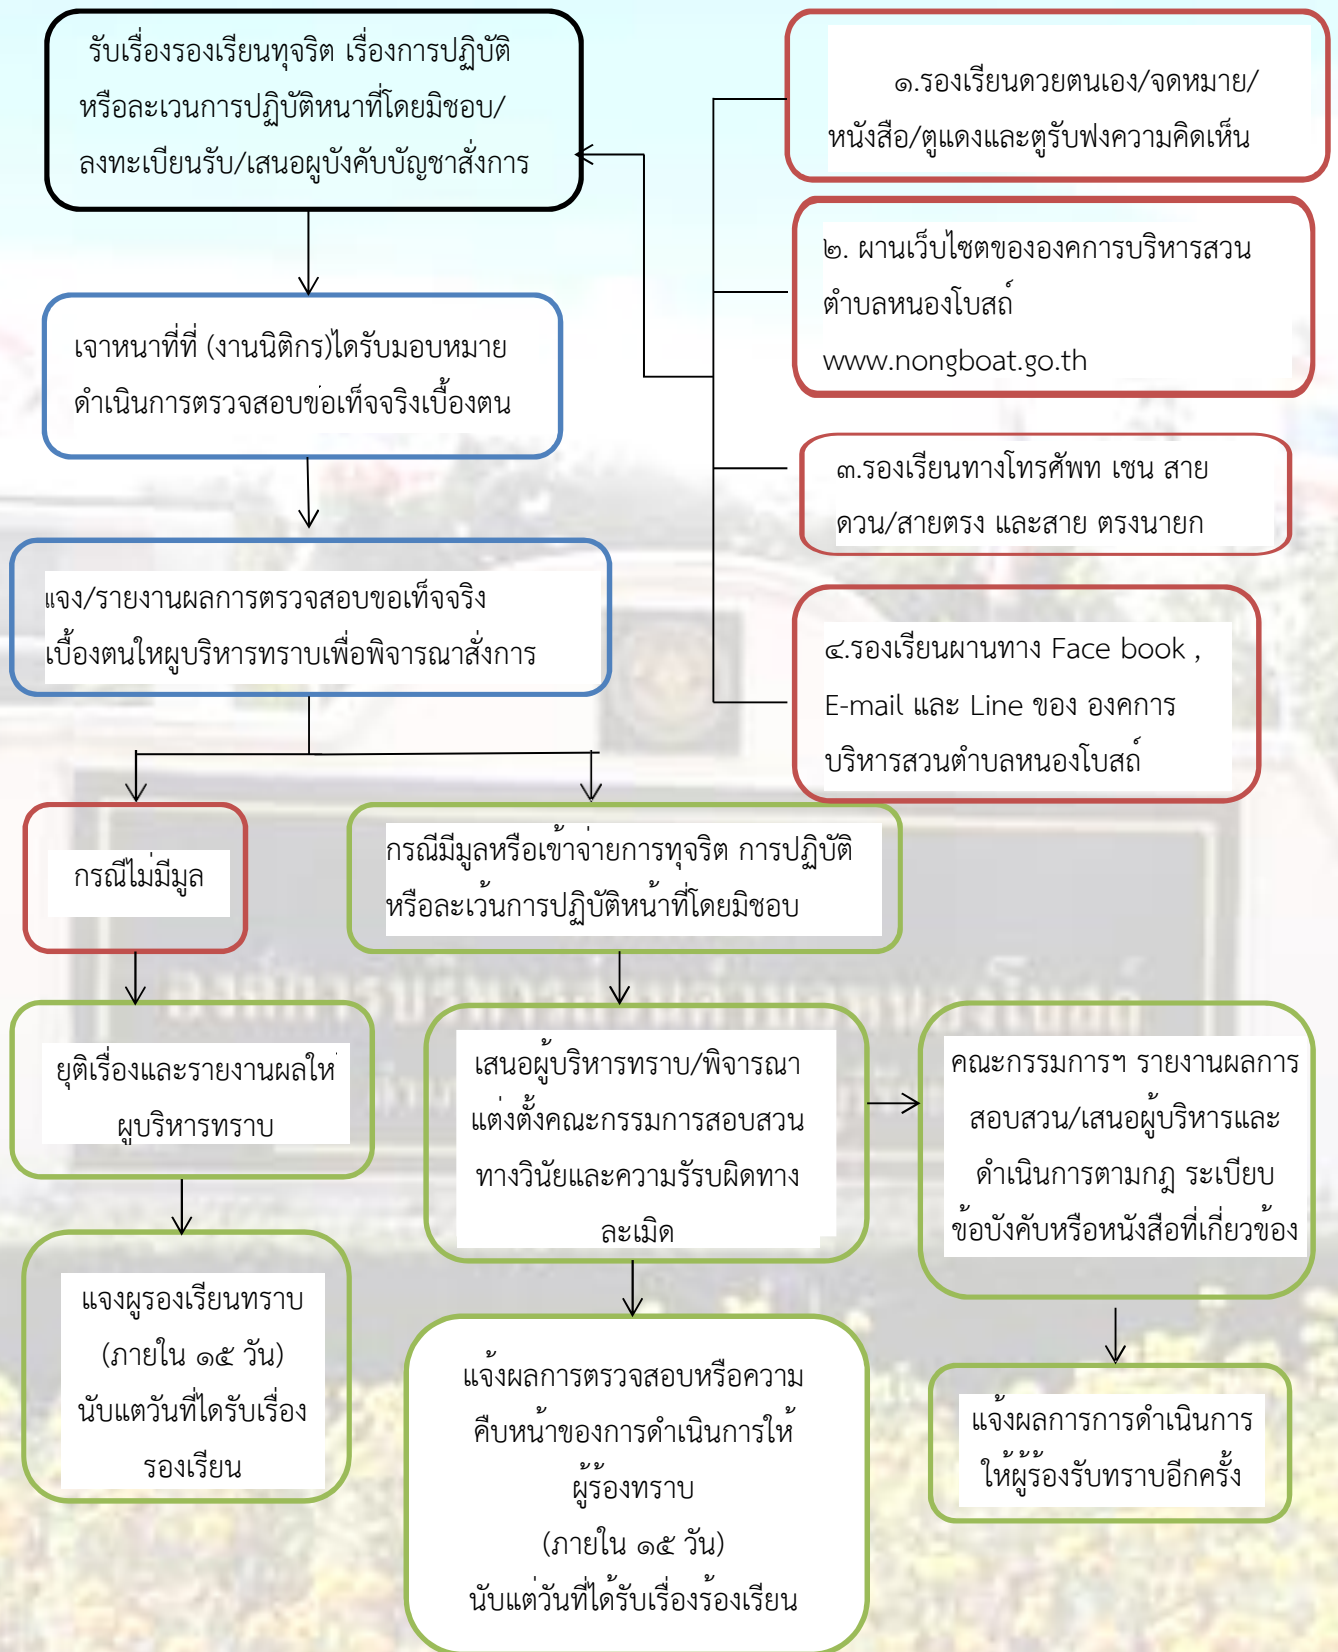 รับเรื่องรองเรียนทุจริต เรื่องการปฏิบัติ
หรือละเวนการปฏิบัติหนาที่โดยมิชอบ/
ลงทะเบียนรับ/เสนอผูบังคับบัญชาสั่งการ
๑.รองเรียนดวยตนเอง/จดหมาย/
หนังสือ/ตูแดงและตูรับฟงความคิดเห็น
๒. ผานเว็บไซตขององคการบริหารสวน
ตําบลหนองโบสถ์
www.nongboat.go.th
เจาหนาที่ที่ (งานนิติกร)ไดรับมอบหมาย
ดําเนินการตรวจสอบข่อเท็จจริงเบื้องตน
๓.รองเรียนทางโทรศัพท เชน สาย
ดวน/สายตรง และสาย ตรงนายก
แจง/รายงานผลการตรวจสอบขอเท็จจริง
เบื้องตนใหผูบริหารทราบเพื่อพิจารณาสั่งการ
๔.รองเรียนผานทาง Face book ,
E-mail และ Line ของ องคการ
บริหารสวนตําบลหนองโบสถ์
กรณีไม่มีมูล
กรณีมีมูลหรือเข้าจ่ายการทุจริต การปฏิบัติ
หรือละเว้นการปฏิบัติหน้าที่โดยมิชอบ
องค์การบริหารส่วนตำบลหนองโบสถ์
ยุติเรื่องและรายงานผลให่
ผูบริหารทราบ
เสนอผู้บริหารทราบ/พิจารณา
แต่งตั้งคณะกรรมการสอบสวน
ทางวินัยและความรัรบผิดทาง
ละเมิด
คณะกรรมการฯ รายงานผลการ
สอบสวน/เสนอผู้บริหารและ
ดำเนินการตามกฎ ระเบียบ
ข้อบังคับหรือหนังสือที่เกี่ยวข้อง
แจงผูรองเรียนทราบ
(ภายใน ๑๕ วัน)
นับแตวันที่ไดรับเรื่อง
รองเรียน
แจ้งผลการตรวจสอบหรือความ
คืบหน้าของการดำเนินการให้
ผู้ร้องทราบ
(ภายใน ๑๕ วัน)
นับแต่วันที่ได้รับเรื่องร้องเรียน
แจ้งผลการการดำเนินการ
ให้ผู้ร้องรับทราบอีกครั้ง